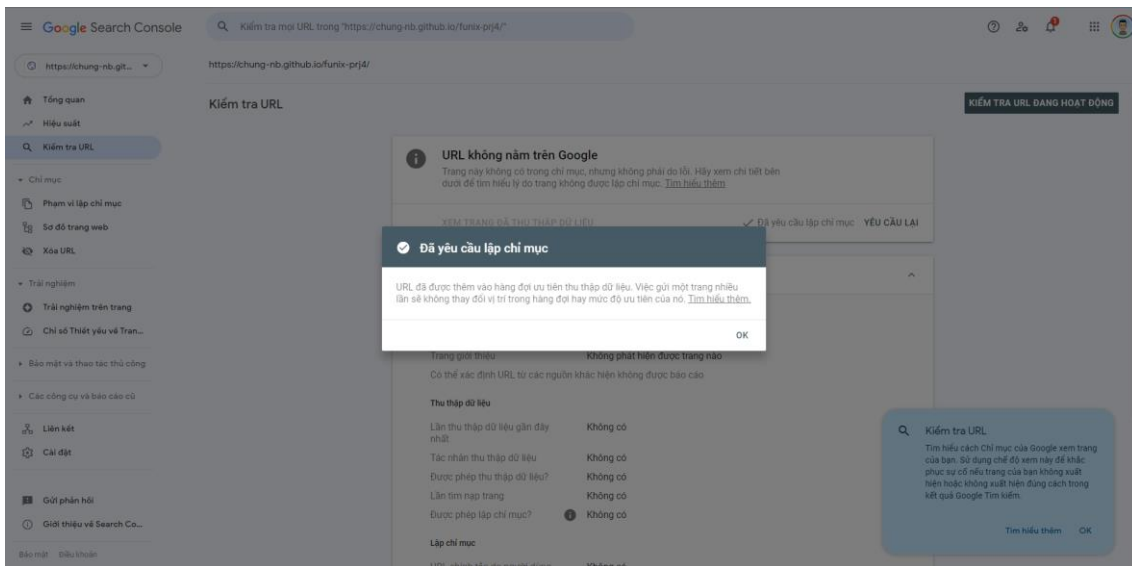 Google Search Console
Kiểm tra mọi URL trong "https://chung-nb.github.io/funix-prj4/"
https://chung-nb.git...
https://chung-nb.github.io/funix-prj4/
Tổng quan
Hiệu suất
Kiểm tra URL
Chỉ mục
Phạm vi lập chỉ mục
Sơ đồ trang web
Xóa URL
Trải nghiệm
Trải nghiệm trên trang
Chỉ số Thiết yếu về Tran...
Bảo mật và thao tác thủ công
Các công cụ và báo cáo cũ
Liên kết
Cài đặt
Gửi phản hồi
Giới thiệu về Search Co...
Bảo mật Điều khoản
Kiểm tra URL
KIỂM TRA URL ĐANG HOẠT ĐỘNG
URL không nằm trên Google
Trang này không có trong chỉ mục, nhưng không phải do lỗi. Hãy xem chi tiết bên
dưới để tìm hiểu lý do trang không được lập chỉ mục. Tìm hiểu thêm
XEM TRANG ĐÃ THU THẬP DỮ LIỆU
Đã yêu cầu lập chỉ mục YÊU CẦU LẠI
Đã yêu cầu lập chỉ mục
URL đã được thêm vào hàng đợi ưu tiên thu thập dữ liệu. Việc gửi một trang nhiều
lần sẽ không thay đổi vị trí trong hàng đợi hay mức độ ưu tiên của nó. Tìm hiểu thêm.
OK
Trang giới thiệu Không phát hiện được trang nào
Có thể xác định URL từ các nguồn khác hiện không được báo cáo
Thu thập dữ liệu
Lần thu thập dữ liệu gần đây
nhất Không có
Tác nhân thu thập dữ liệu Không có
Được phép thu thập dữ liệu? Không có
Lần tìm nạp trang Không có
Được phép lập chỉ mục? Không có
Lập chỉ mục
Kiểm tra URL
Tìm hiểu cách Chỉ mục của Google xem trang
của bạn. Sử dụng chế độ xem này để khắc
phục sự cố nếu trang của bạn không xuất
hiện hoặc không xuất hiện đúng cách trong
kết quả Google Tìm kiếm.
Tìm hiểu thêm OK